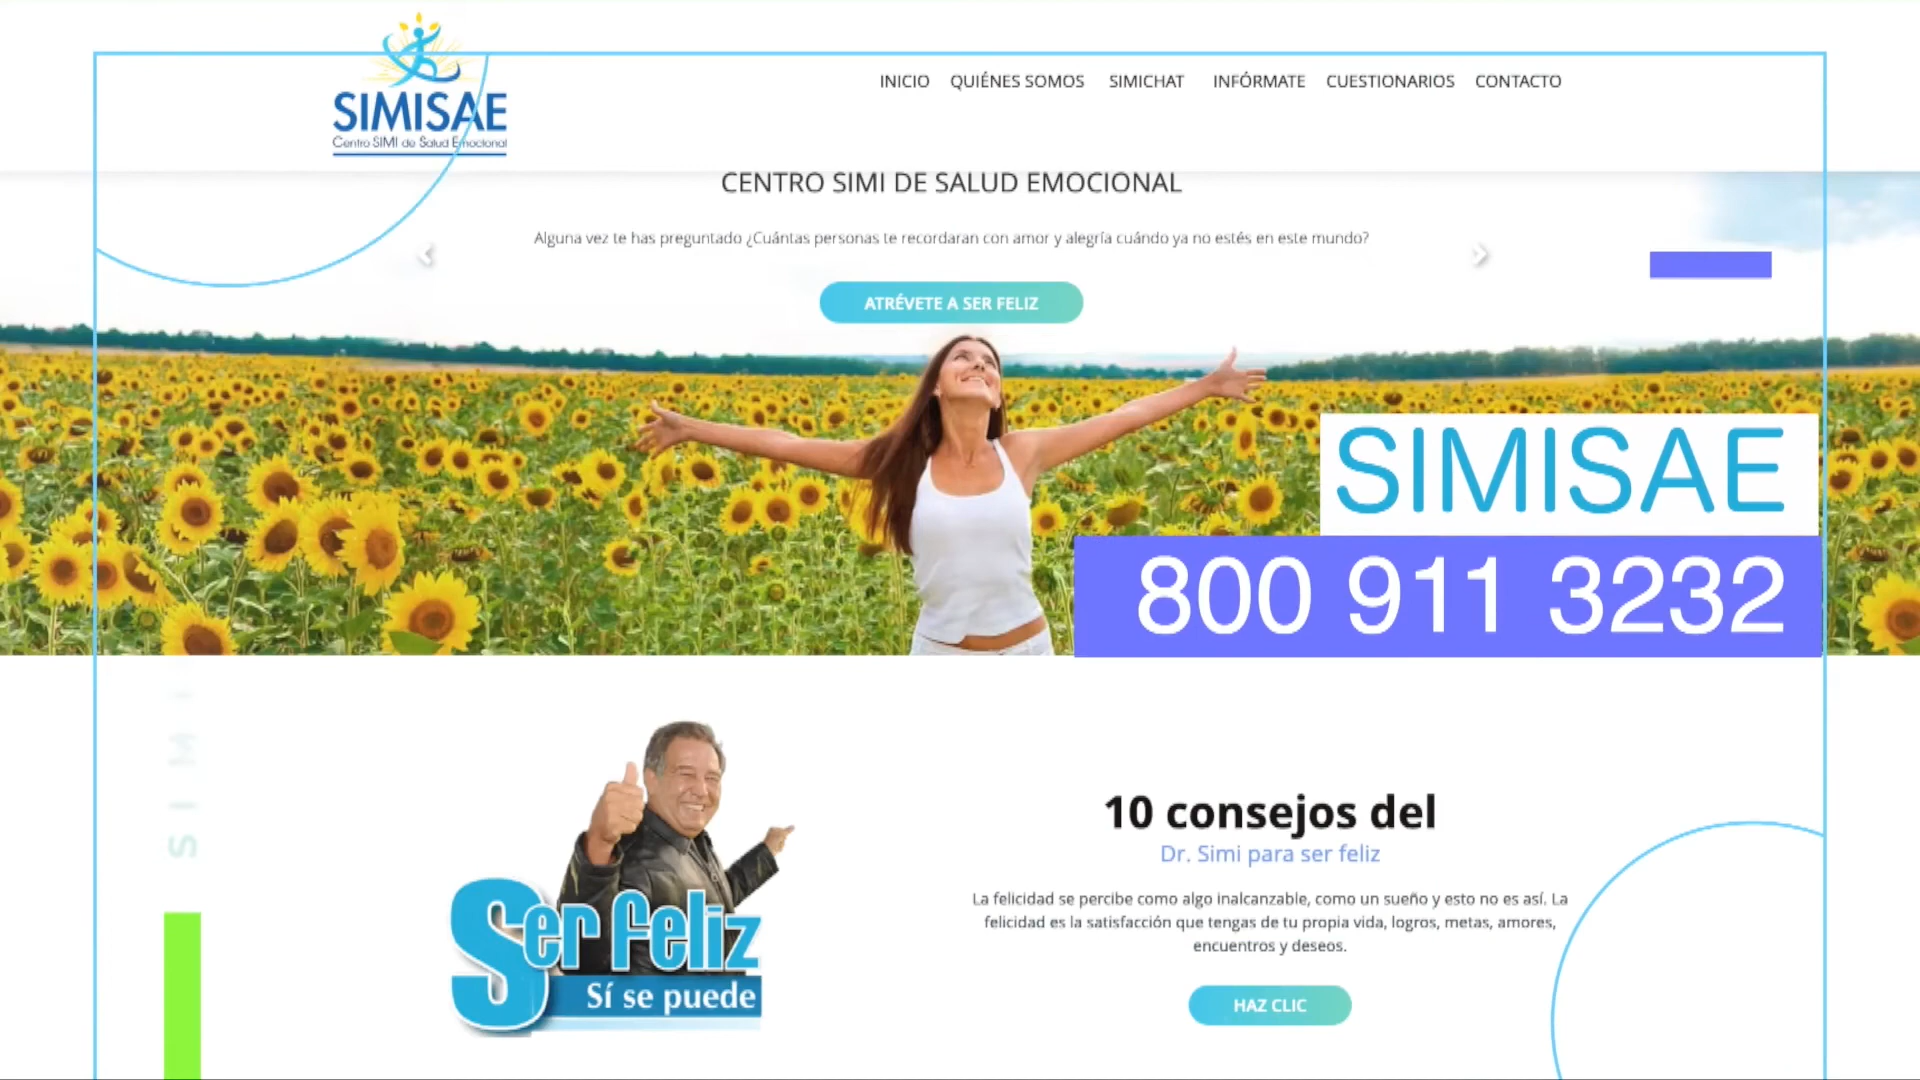 SIMISAE
Centro SIMI de Salud Emocional
INICIO QUIÉNES SOMOS SIMICHAT INFÓRMATE CUESTIONARIOS CONTACTO
CENTRO SIMI DE SALUD EMOCIONAL
Alguna vez te has preguntado ¿Cuántas personas te recordaran con amor y alegría cuándo ya no estés en este mundo?
ATRÉVETE A SER FELIZ
SIMISAE
800 911 3232
SIMI
Ser feliz
Sí se puede
10 consejos del
Dr. Simi para ser feliz
La felicidad se percibe como algo inalcanzable, como un sueño y esto no es así. La
felicidad es la satisfacción que tengas de tu propia vida, logros, metas, amores,
encuentros y deseos.
HAZ CLIC